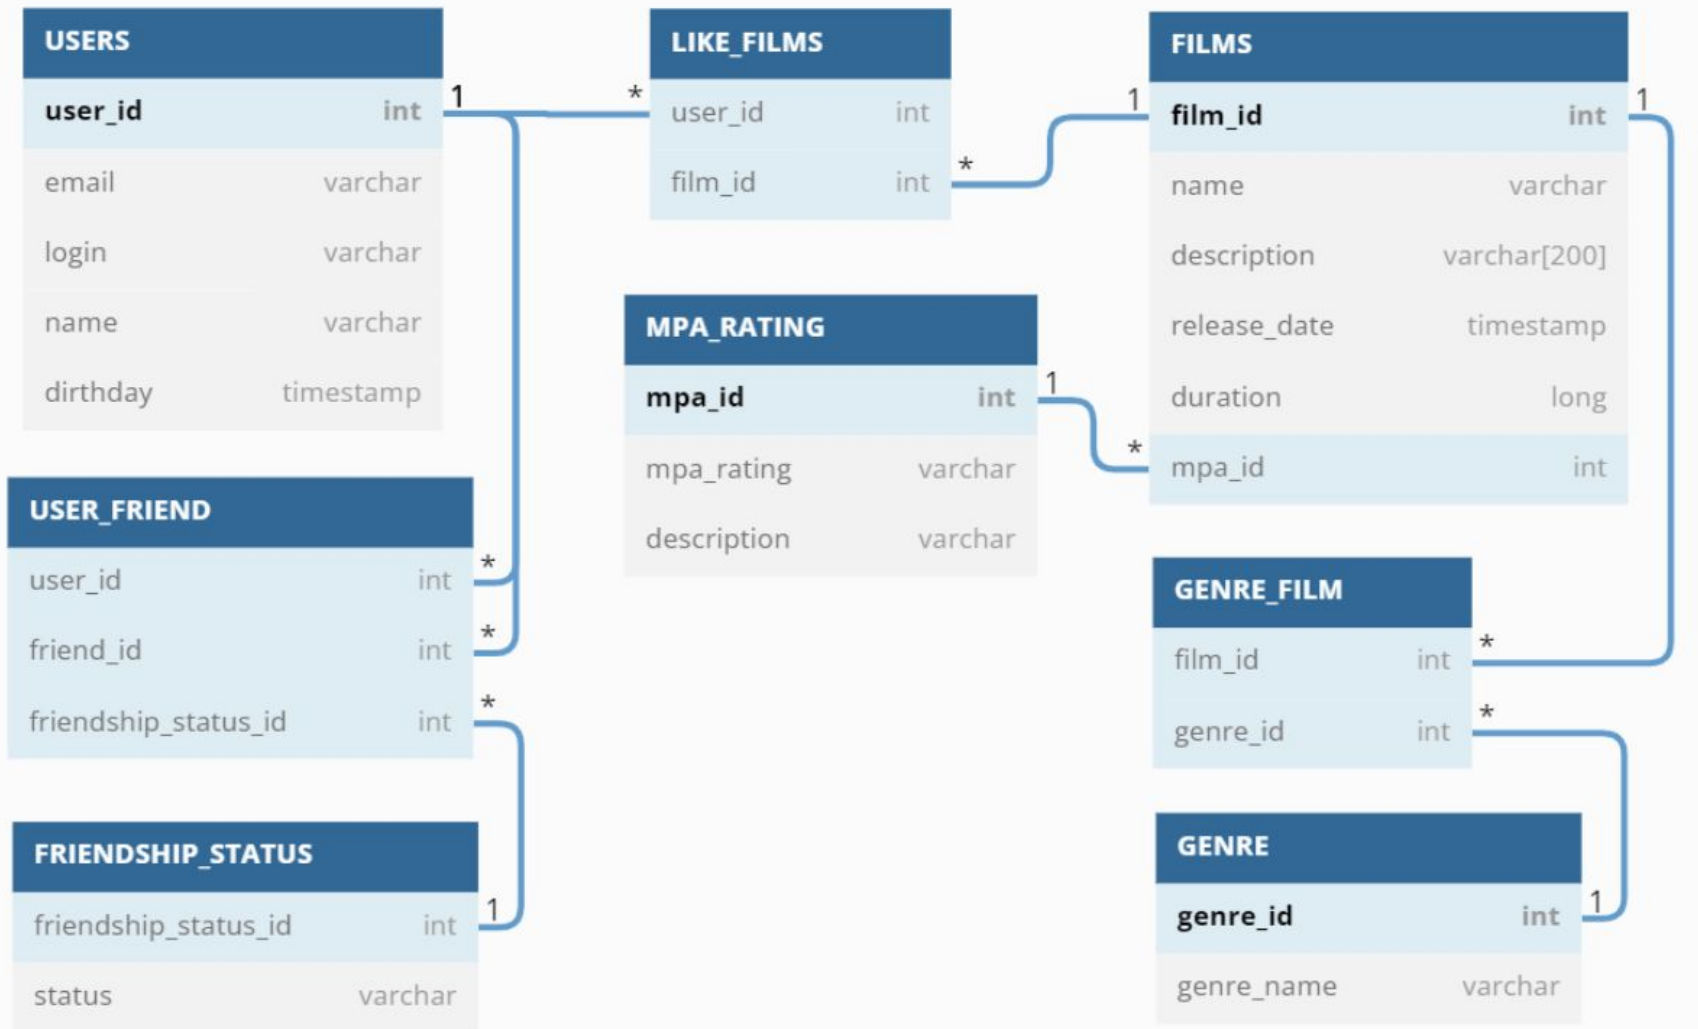 USERS
user_id int
email varchar
login varchar
name varchar
dirthday timestamp
1
*
LIKE_FILMS
user_id int
film_id int
*
1
FILMS
film_id int
name varchar
description varchar[200]
release_date timestamp
duration long
mpa_id int
1
MPA_RATING
mpa_id int
mpa_rating varchar
description varchar
1
*
USER_FRIEND
user_id int
friend_id int
friendship_status_id int
*
*
*
FRIENDSHIP_STATUS
friendship_status_id int
status varchar
1
GENRE_FILM
film_id int
genre_id int
*
*
GENRE
genre_id int
genre_name varchar
1